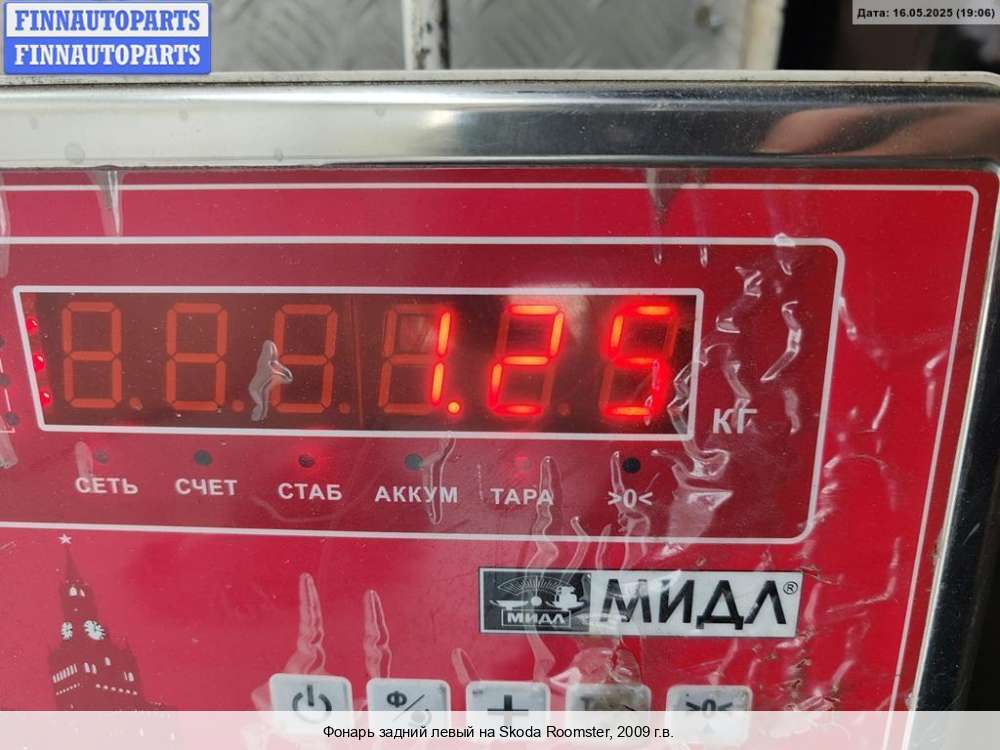 FINNAUTOPARTS
FINNAUTOPARTS
Дата: 16.05.2025 (19:06)
1.25
КГ
СЕТЬ СЧЕТ СТАБ АККУМ ТАРА >0<
МИДЛ МИДЛ®
Ф %
+
>0<
Фонарь задний левый на Skoda Roomster, 2009 г.в.